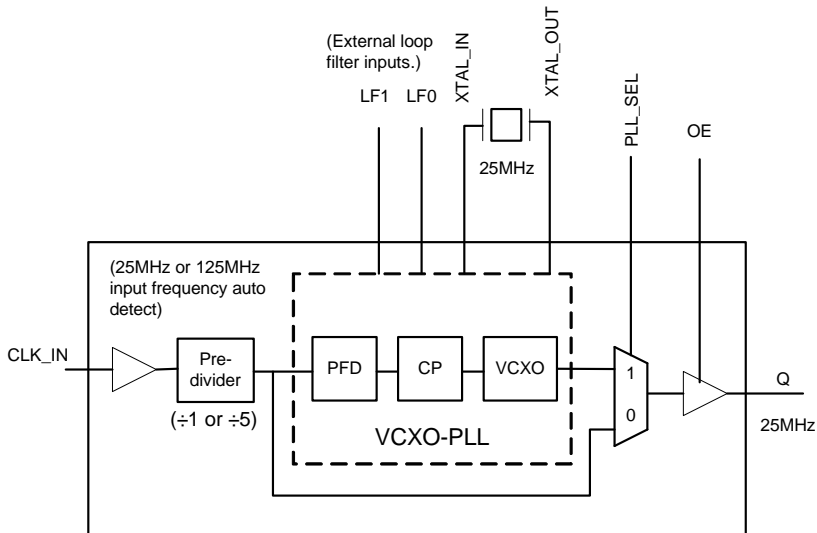 (External loop
filter inputs.)
LF1 LF0
XTAL_IN
XTAL_OUT
25MHz
PLL_SEL
OE
(25MHz or 125MHz
input frequency auto
detect)
CLK_IN
Pre-
divider
(÷1 or ÷5)
PFD
CP
VCXO
VCXO-PLL
1
0
Q
25MHz